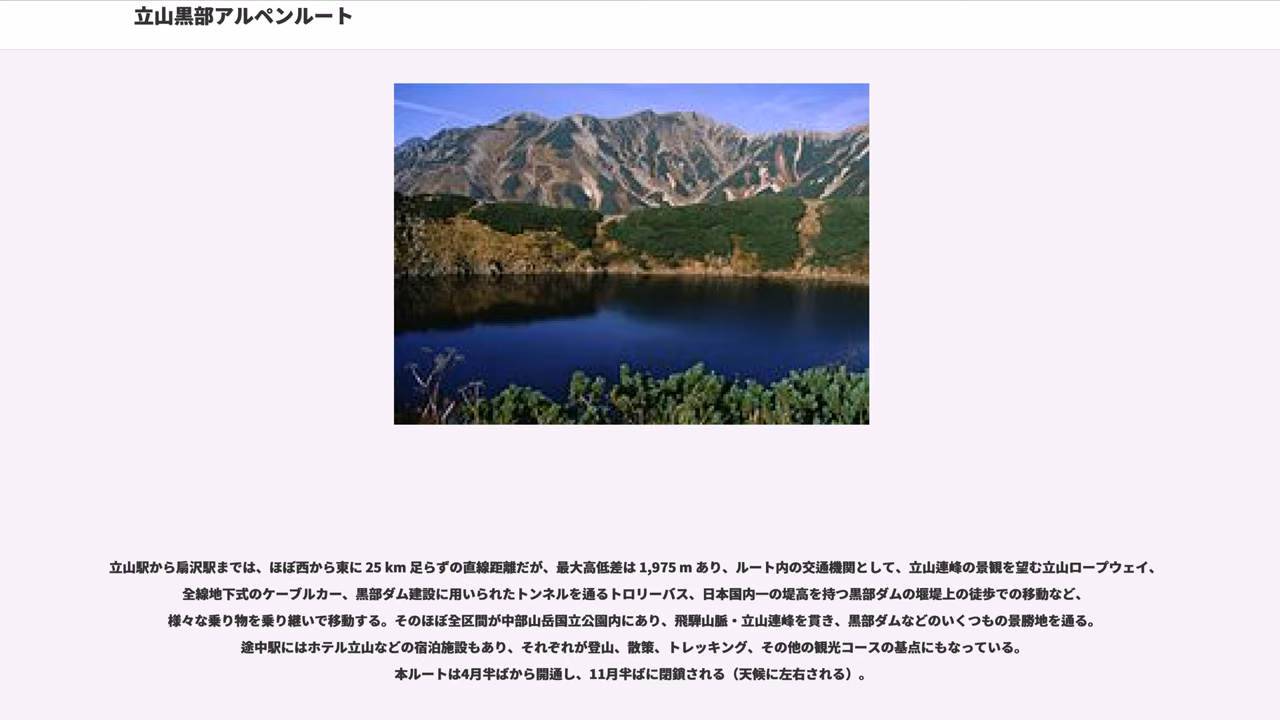 立山黒部アルペンルート
立山駅から扇沢駅までは、ほぼ西から東に 25 km 足らずの直線距離だが、最大高低差は 1,975 m あり、ルート内の交通機関として、立山連峰の景観を望む立山ロープウェイ、
全線地下式のケーブルカー、黒部ダム建設に用いられたトンネルを通るトロリーバス、日本国内一の堤高を持つ黒部ダムの堰堤上の徒歩での移動など、
様々な乗り物を乗り継いで移動する。そのほぼ全区間が中部山岳国立公園内にあり、飛騨山脈・立山連峰を貫き、黒部ダムなどのいくつもの景勝地を通る。
途中駅にはホテル立山などの宿泊施設もあり、それぞれが登山、散策、トレッキング、その他の観光コースの基点にもなっている。
本ルートは4月半ばから開通し、11月半ばに閉鎖される（天候に左右される）。